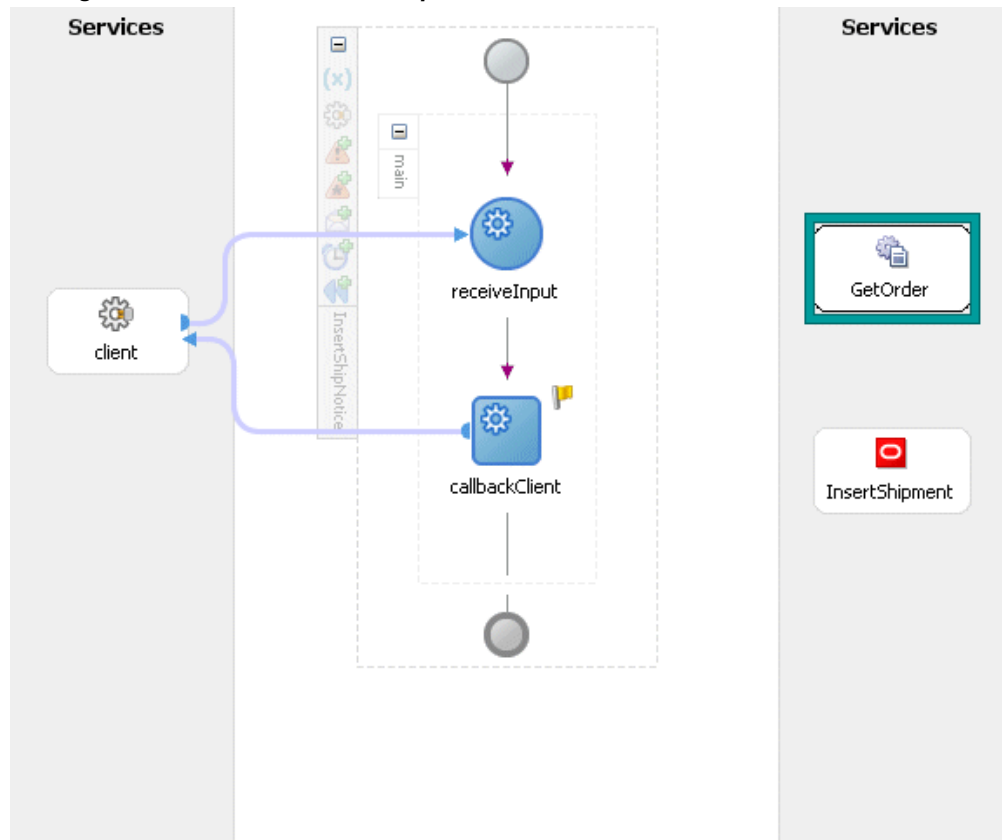 Services
Services
(x)
main
receiveInput
GetOrder
InsertShipNotice
client
callbackClient
InsertShipment